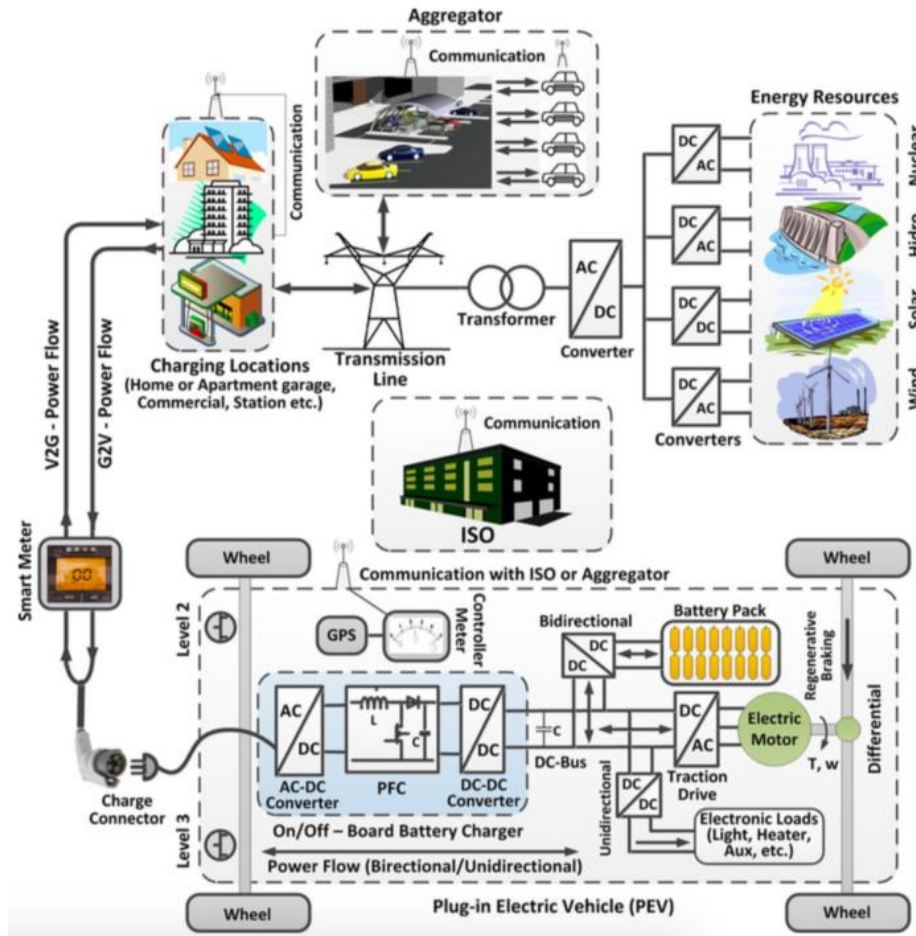 Aggregator
Communication
Communication
Energy Resources
DC
AC
Nuclear
DC
AC
Hidro
DC
DC
Solar
DC
AC
Wind
Converters
AC
DC
Converter
Transformer
Transmission
Line
Charging Locations
(Home or Apartment garage,
Commercial, Station etc.)
V2G - Power Flow
G2V - Power Flow
Communication
ISO
Smart Meter
00
Wheel
Wheel
Communication with ISO or Aggregator
Level 2
GPS
Controller
Meter
Bidirectional
DC
DC
Battery Pack
Regenerative
Braking
AC
DC
L
C
DC
DC
C
DC-Bus
DC
AC
Electric
Motor
T, w
Differential
AC-DC
Converter
PFC
DC-DC
Converter
Traction
Drive
Unidirectional
DC
DC
Electronic Loads
(Light, Heater,
Aux, etc.)
Charge
Connector
Level 3
On/Off – Board Battery Charger
Power Flow (Birectional/Unidirectional)
Wheel
Wheel
Plug-in Electric Vehicle (PEV)